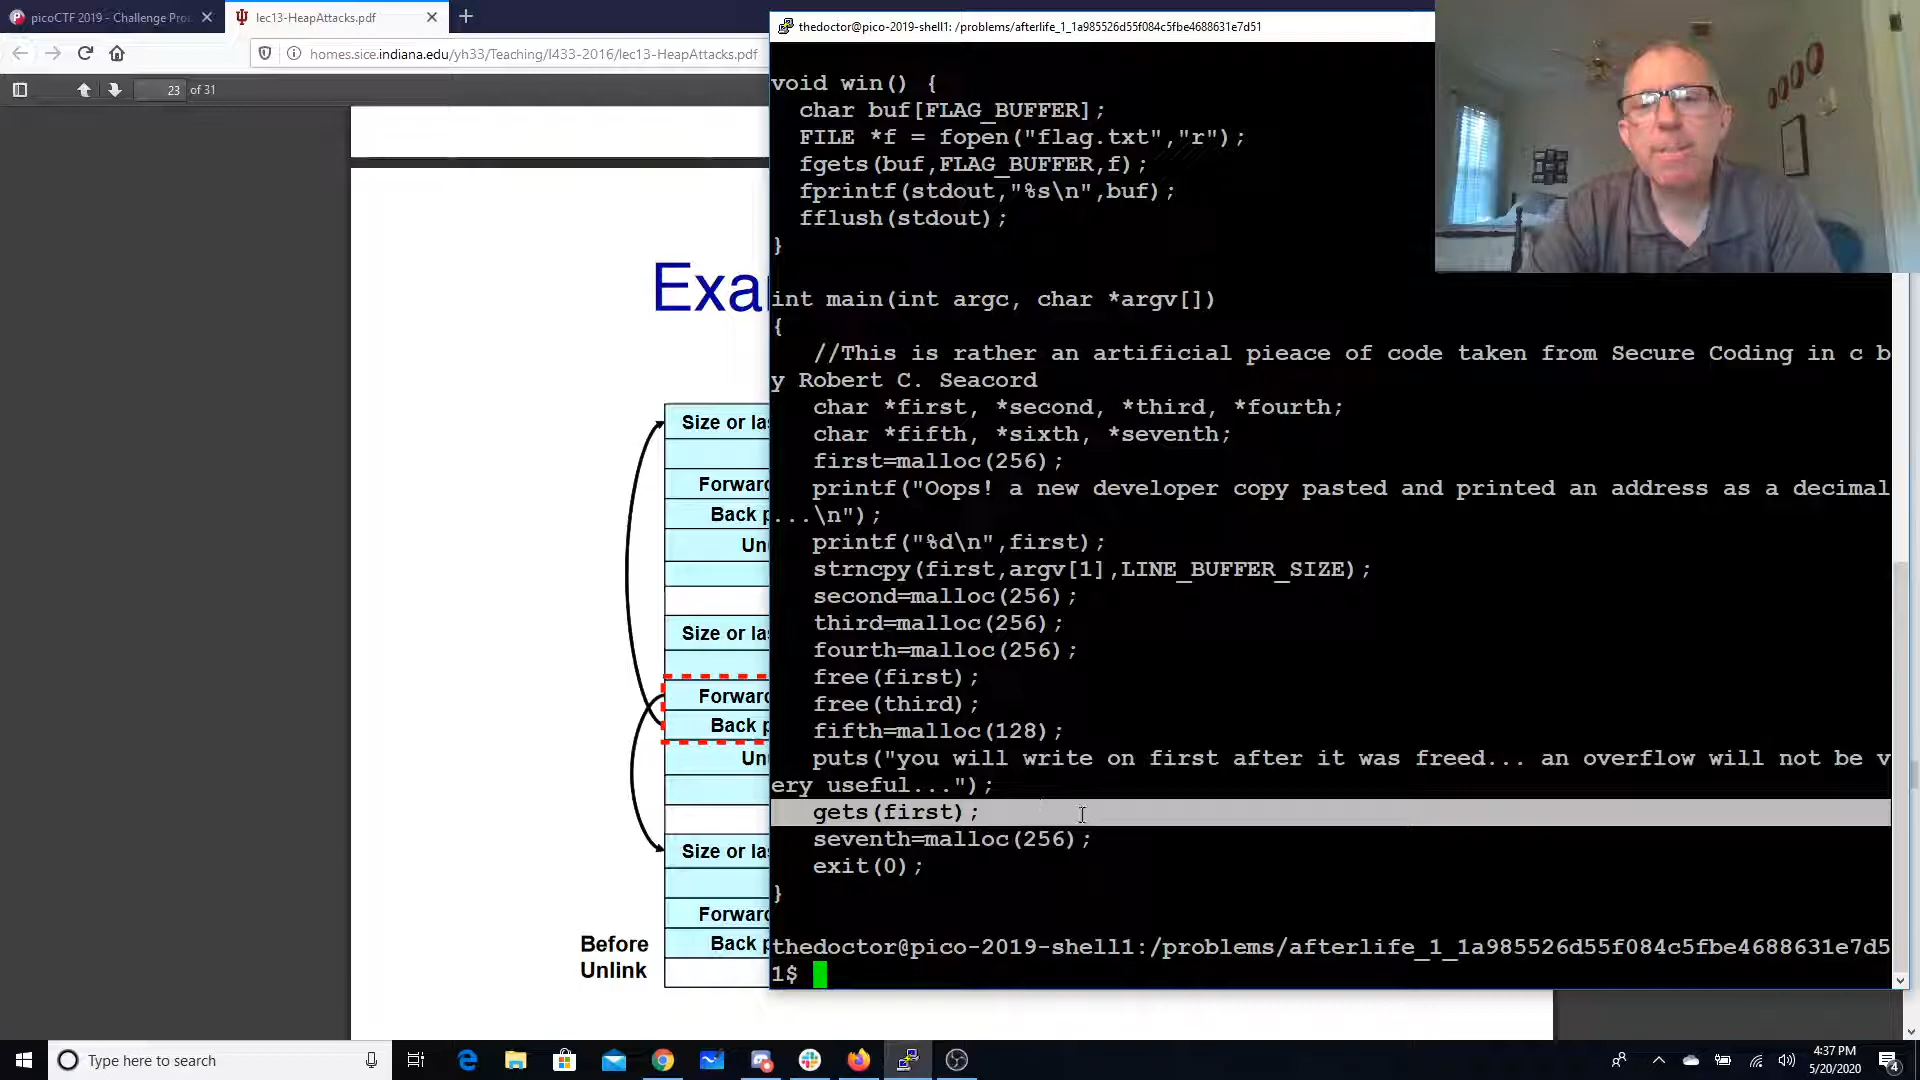 picoCTF 2019 - Challenge Pro
lec13-HeapAttacks.pdf
homes.sice.indiana.edu/yh33/Teaching/I433-2016/lec13-HeapAttacks.pdf
23 of 31
Exa
Size or la
Forward
Back p
Un
Size or la
Forward
Back p
Un
Size or la
Forward
Back p
Before
Unlink
thedoctor@pico-2019-shell1: /problems/afterlife_1_1a985526d55f084c5fbe4688631e7d51
void win() {
char buf[FLAG_BUFFER];
FILE *f = fopen("flag.txt","r");
fgets(buf,FLAG_BUFFER,f);
fprintf(stdout,"%s\n",buf);
fflush(stdout);
}
int main(int argc, char *argv[])
{
//This is rather an artificial pieace of code taken from Secure Coding in c b
y Robert C. Seacord
char *first, *second, *third, *fourth;
char *fifth, *sixth, *seventh;
first=malloc(256);
printf("Oops! a new developer copy pasted and printed an address as a decimal
...\n");
printf("%d\n",first);
strncpy(first,argv[1],LINE_BUFFER_SIZE);
second=malloc(256);
third=malloc(256);
fourth=malloc(256);
free(first);
free(third);
fifth=malloc(128);
puts("you will write on first after it was freed... an overflow will not be v
ery useful...");
gets(first);
seventh=malloc(256);
exit(0);
}
thedoctor@pico-2019-shell1:/problems/afterlife_1_1a985526d55f084c5fbe4688631e7d5
1$
Type here to search
4:37 PM
5/20/2020
4